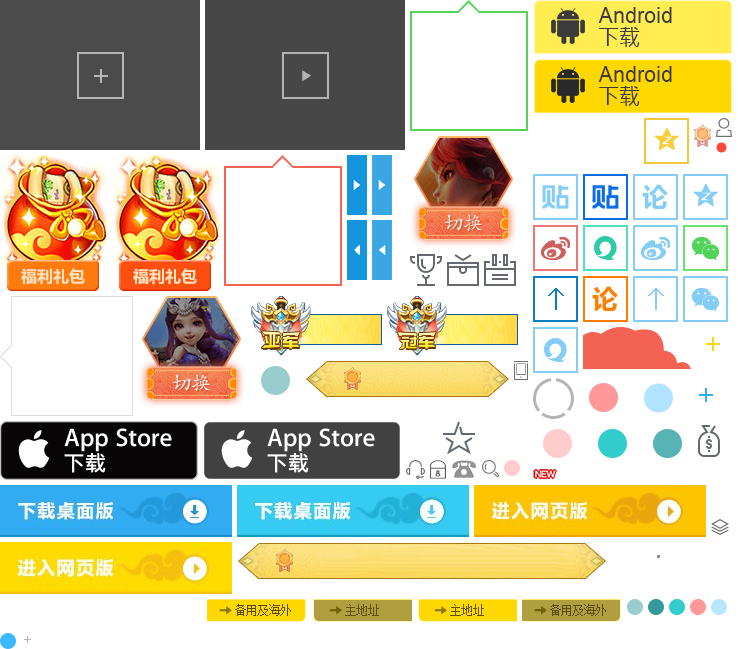 Android
下载
Android
下载
福利礼包
福利礼包
切换
贴
贴
论
论
亚军
冠军
切换
App Store
下载
App Store
下载
NEW
下载桌面版
下载桌面版
进入网页版
进入网页版
备用及海外
主地址
主地址
备用及海外